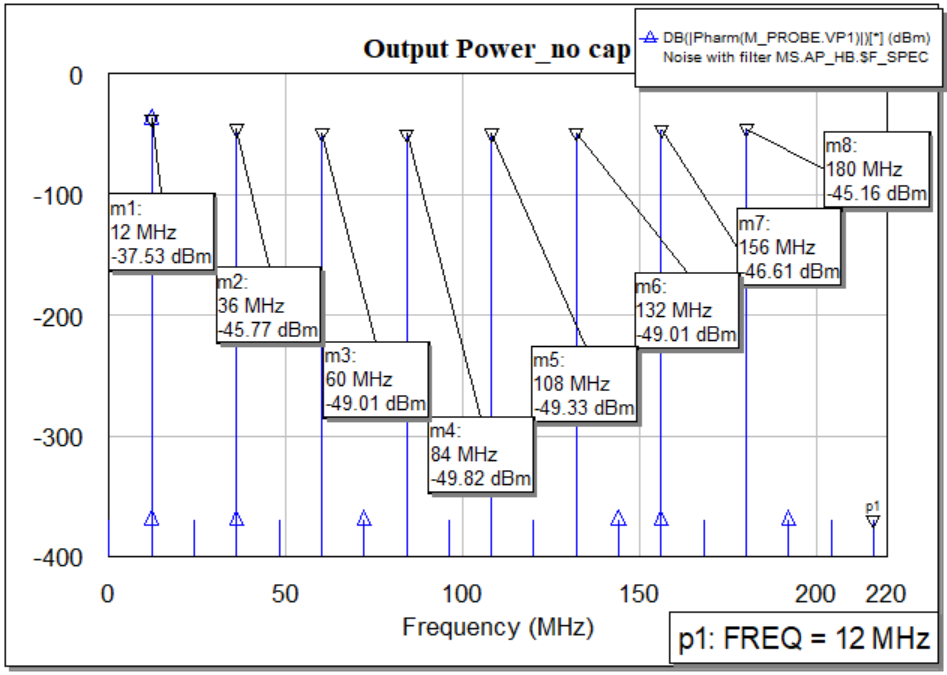 Output Power_no cap
DB(|Pharm(M_PROBE.VP1)|)[*] (dBm)
Noise with filter MS.AP_HB.$F_SPEC
0
-100
-200
-300
-400
m1:
12 MHz
-37.53 dBm
m2:
36 MHz
-45.77 dBm
m3:
60 MHz
-49.01 dBm
m4:
84 MHz
-49.82 dBm
m5:
108 MHz
-49.33 dBm
m6:
132 MHz
-49.01 dBm
m7:
156 MHz
-46.61 dBm
m8:
180 MHz
-45.16 dBm
p1
0
50
100
150
200
220
Frequency (MHz)
p1: FREQ = 12 MHz